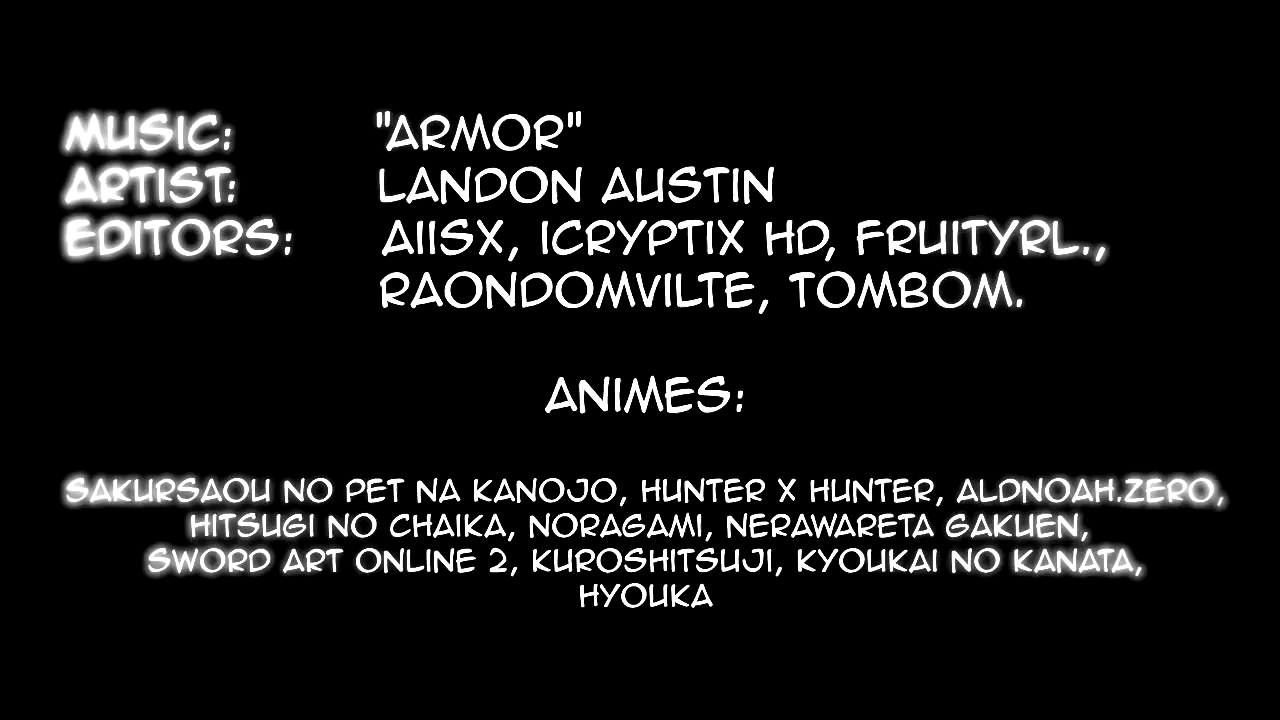 MUSIC: "ARMOR"
ARTIST: LANDON AUSTIN
EDITORS: AIISX, ICRYPTIX HD, FRUITYRL.,
RAONDOMVILTE, TOMBOM.
ANIMES:
SAKURSAOU NO PET NA KANOJO, HUNTER X HUNTER, ALDNOAH.ZERO,
HITSUGI NO CHAIKA, NORAGAMI, NERAWARETA GAKUEN,
SWORD ART ONLINE 2, KUROSHITSUJI, KYOUKAI NO KANATA,
HYOUKA